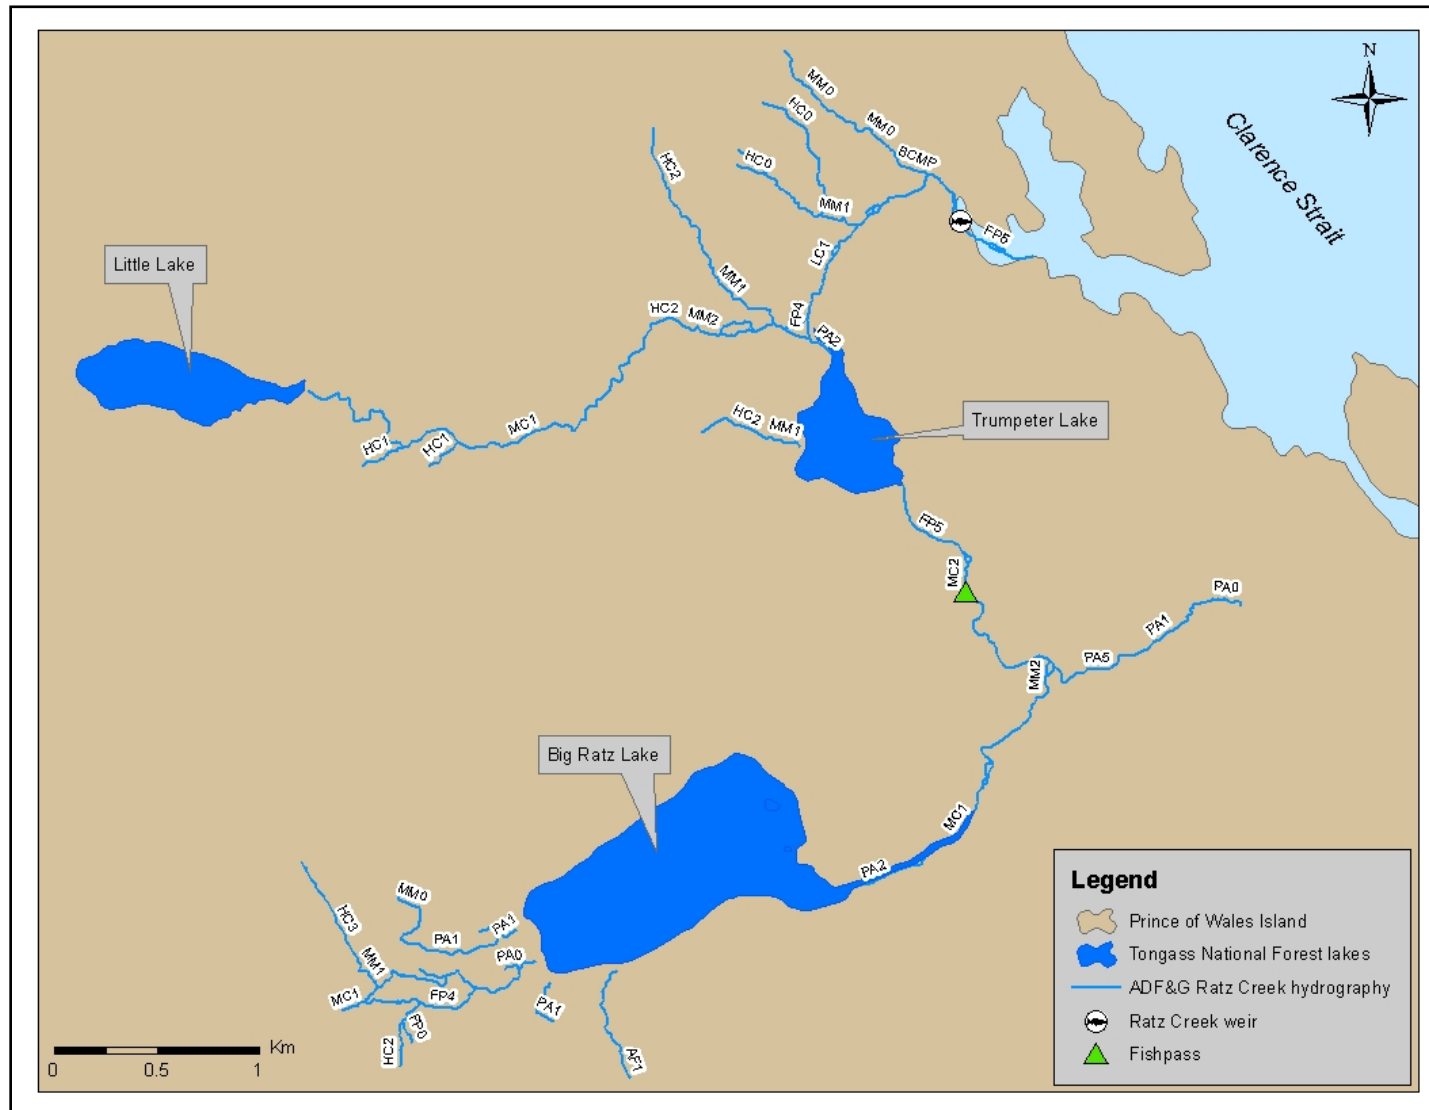 N
MM0
HC0
MM0
BCMP
HC2
HC0
MM1
Clarence Strait
FP5
LC1
Little Lake
MM1
HC2
MM2
FP4
PA2
HC2
MM1
Trumpeter Lake
MC1
HC1
HC1
FP5
MC2
PA0
PA1
PA5
MM2
Big Ratz Lake
MC1
PA2
MM0
HC3
PA1
PA1
MM1
PA0
MC1
FP4
PA1
FP0
HC2
AF1
Km
0 0.5 1
Legend
Prince of Wales Island
Tongass National Forest lakes
ADF&G Ratz Creek hydrography
Ratz Creek weir
Fishpass